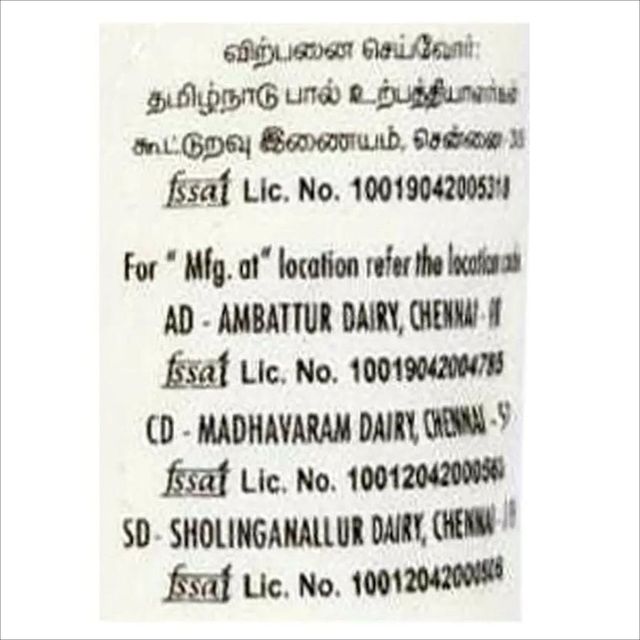 விற்பனை செய்வோர்:
தமிழ்நாடு பால் உற்பத்தியாளர்கள்
கூட்டுறவு இணையம், சென்னை-35
fssai Lic. No. 10019042005318
For " Mfg. at" location refer the location code
AD - AMBATTUR DAIRY, CHENNAI
fssai Lic. No. 10019042004785
CD - MADHAVARAM DAIRY, CHENNAI
fssai Lic. No.
SD- SHOLINGANALLUR DAIRY, CHENNAI
fssai Lic. No.